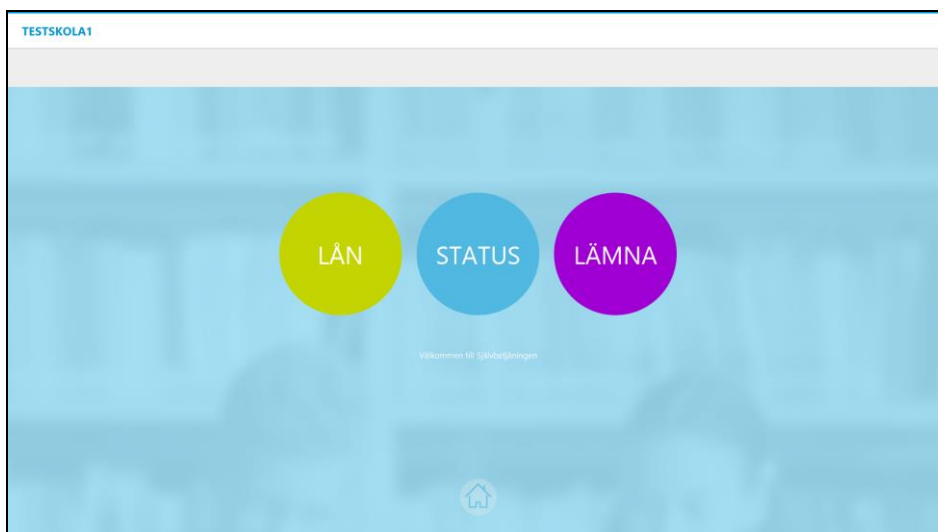 TESTSKOLA1
LÅN
STATUS
LÄMNA
Välkommen till Självbetjäningen